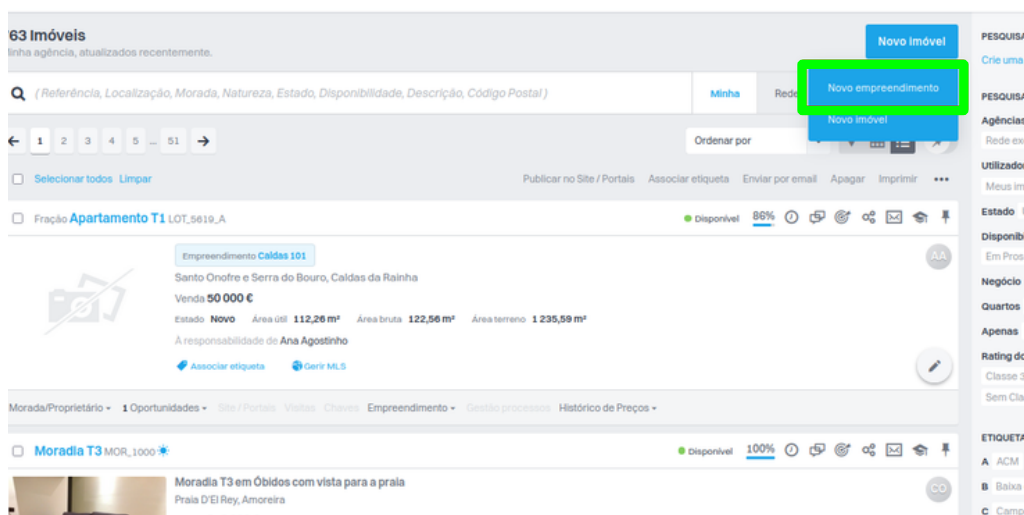 763 Imóveis
Minha agência, atualizados recentemente.
Novo imóvel
Novo empreendimento
Novo imóvel
( Referência, Localização, Morada, Natureza, Estado, Disponibilidade, Descrição, Código Postal )
Minha
Rede
1 2 3 4 5 ... 51
Ordenar por
Selecionar todos Limpar
Publicar no Site / Portais Associar etiqueta Enviar por email Apagar Imprimir
Fração Apartamento T1 LOT_5619_A
Disponível 86%
Empreendimento Caldas 101
AA
Santo Onofre e Serra do Bouro, Caldas da Rainha
Venda 50 000 €
Estado Novo Área útil 112,26 m² Área bruta 122,56 m² Área terreno 1 235,59 m²
À responsabilidade de Ana Agostinho
Associar etiqueta Gerir MLS
Morada/Proprietário 1 Oportunidades Site / Portais Visitas Chaves Empreendimento Gestão processos Histórico de Preços
Moradia T3 MOR_1000
Disponível 100%
Moradia T3 em Óbidos com vista para a praia
CO
Praia D'El Rey, Amoreira
PESQUISA
Crie uma
PESQUISA
Agências
Rede ex
Utilizador
Meus im
Estado
Disponibi
Em Pros
Negócio
Quartos
Apenas
Rating do
Classe 3
Sem Cla
ETIQUETA
A ACM
B Baixa
C Camp